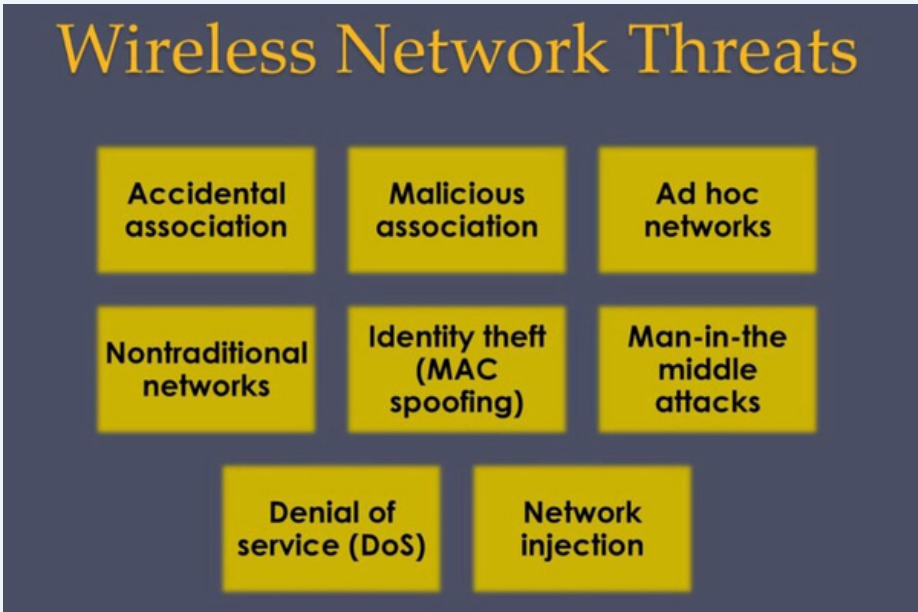 Wireless Network Threats
Accidental
association
Malicious
association
Ad hoc
networks
Nontraditional
networks
Identity theft
(MAC
spoofing)
Man-in-the
middle
attacks
Denial of
service (DoS)
Network
injection